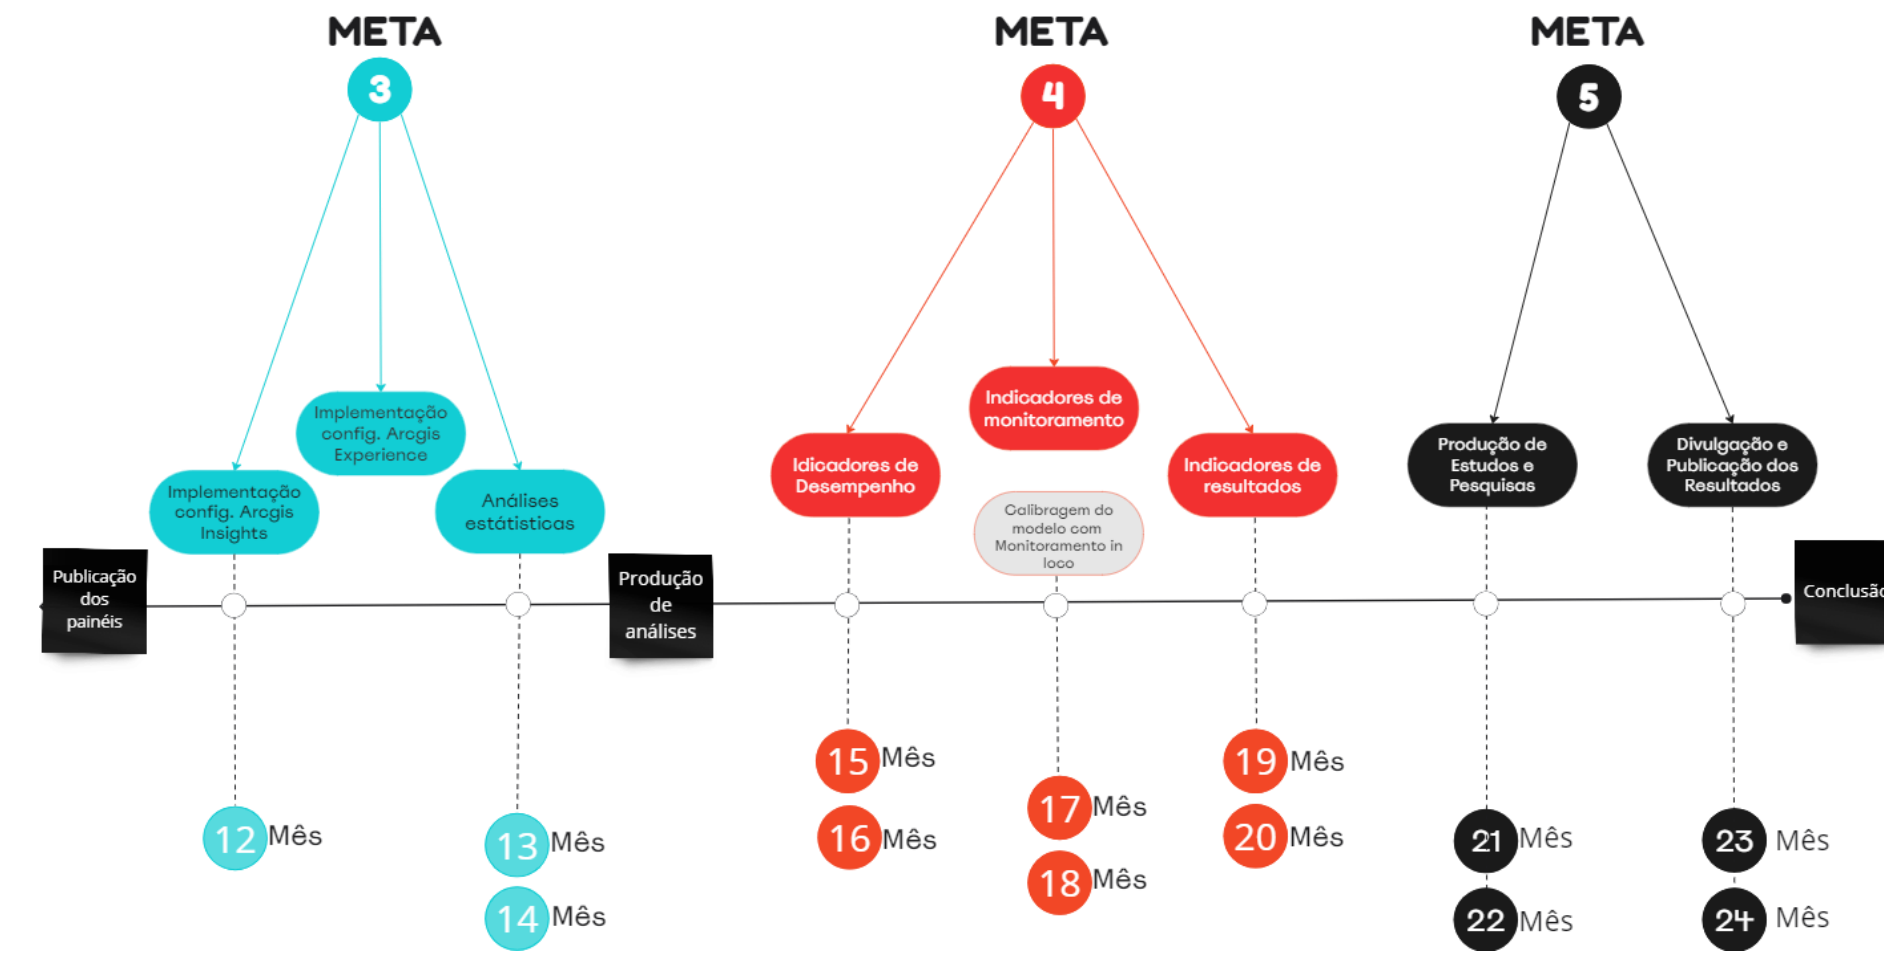 META
3
Implementação
config. Arcgis
Experience
Implementação
config. Arcgis
Insights
Análises
estátisticas
META
4
Indicadores de
monitoramento
Idicadores de
Desempenho
Indicadores de
resultados
Calibragem do
modelo com
Monitoramento in
loco
META
5
Produção de
Estudos e
Pesquisas
Divulgação e
Publicação dos
Resultados
Publicação
dos
painéis
Produção
de
análises
Conclusão
12 Mês
13 Mês
14 Mês
15 Mês
16 Mês
17 Mês
18 Mês
19 Mês
20 Mês
21 Mês
22 Mês
23 Mês
24 Mês